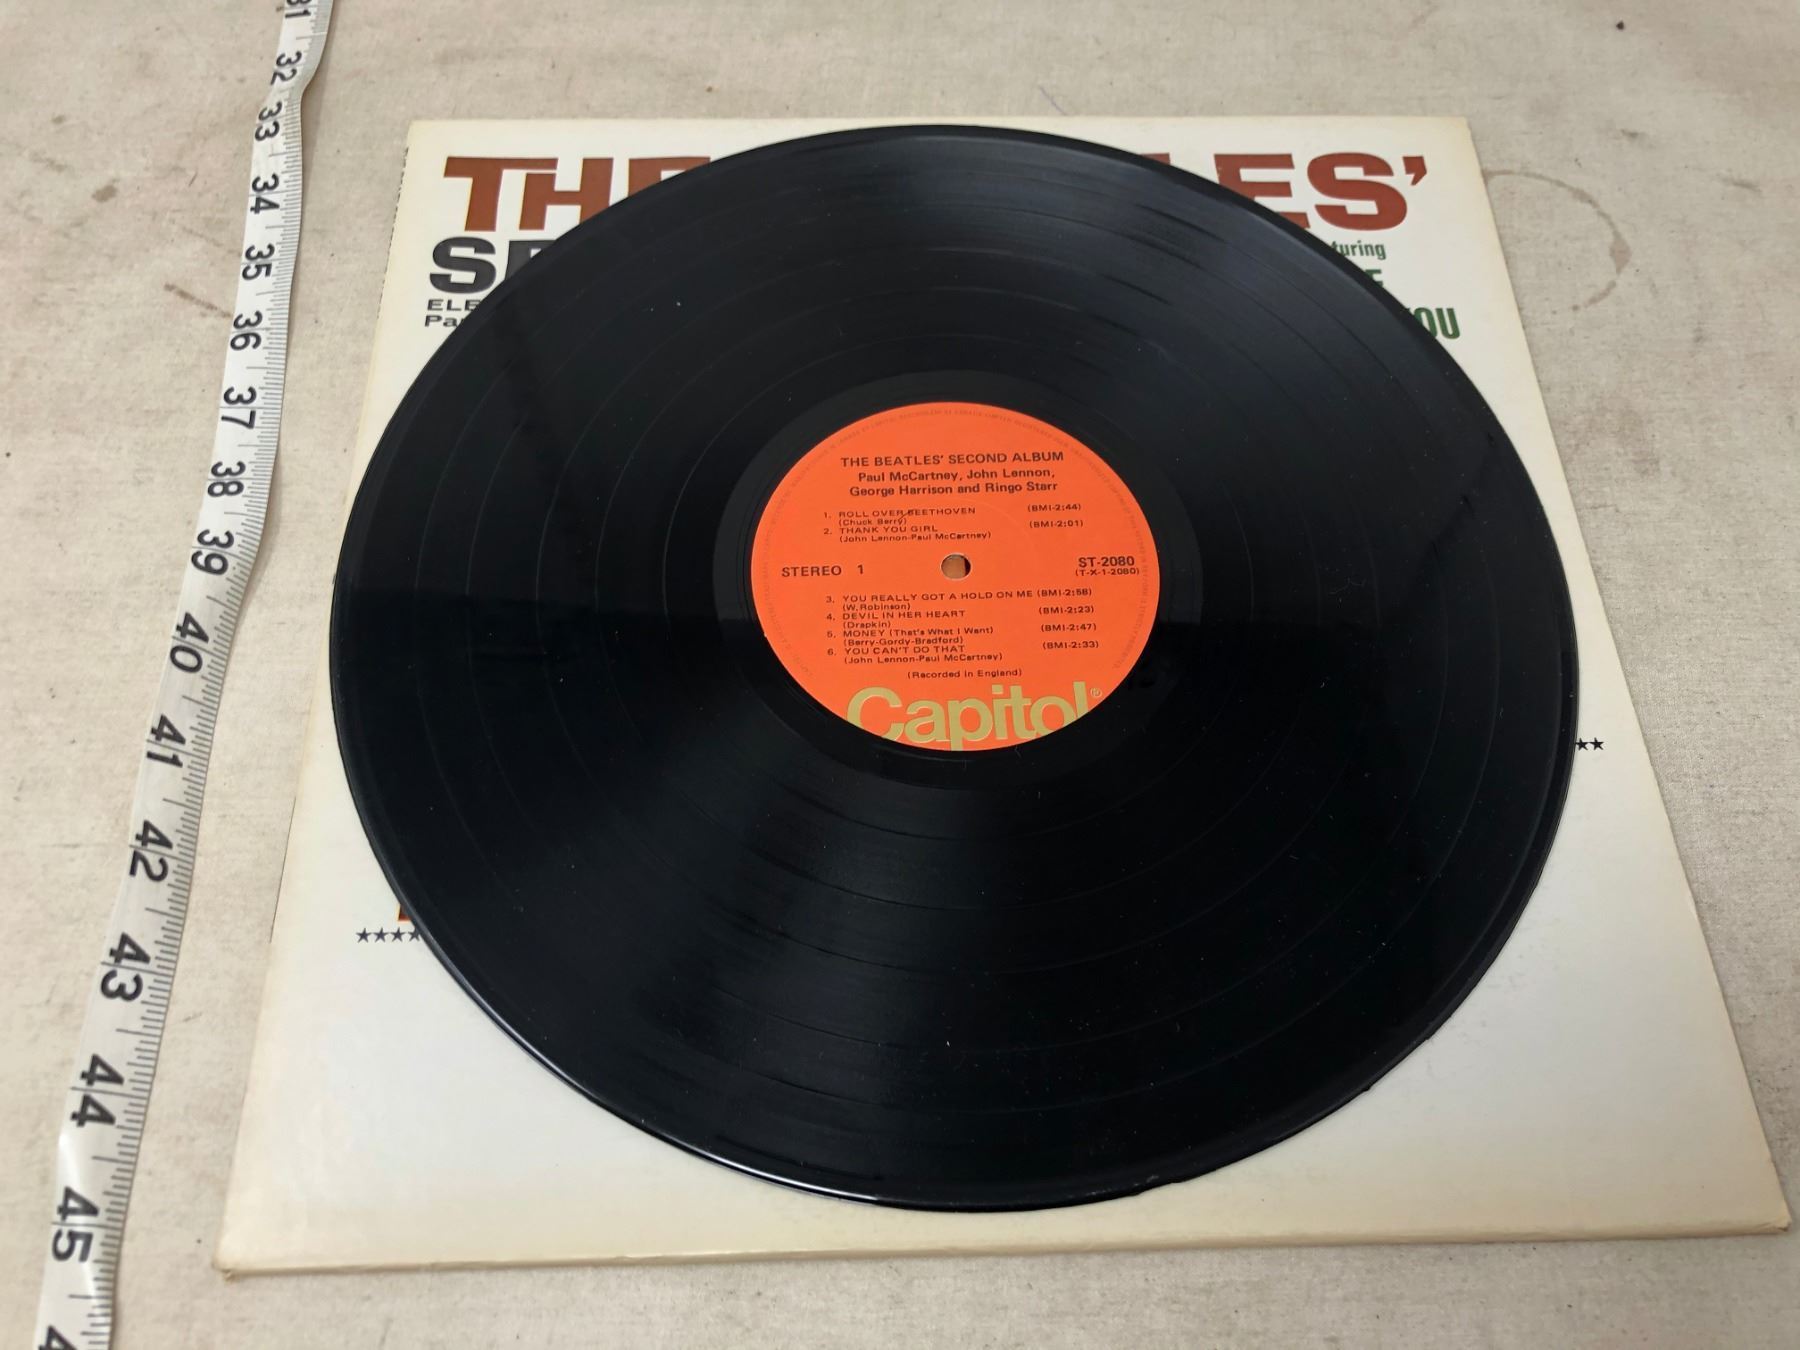 31
32
33
34
35
36
37
38
39
40
41
42
43
44
45
4
THE LES'
SE turing
ELE E
Pa YOU
THE BEATLES' SECOND ALBUM
Paul McCartney, John Lennon,
George Harrison and Ringo Starr
1. ROLL OVER BEETHOVEN (BMI-2:44)
(Chuck Berry)
2. THANK YOU GIRL (BMI-2:01)
(John Lennon-Paul McCartney)
STEREO 1 ST-2080
(T-X-1-2080)
3. YOU REALLY GOT A HOLD ON ME (BMI-2:58)
(W. Robinson)
4. DEVIL IN HER HEART (BMI-2:23)
(Drapkin)
5. MONEY (That's What I Want) (BMI-2:47)
(Berry-Gordy-Bradford)
6. YOU CAN'T DO THAT (BMI-2:33)
(John Lennon-Paul McCartney)
(Recorded in England)
Capitol®